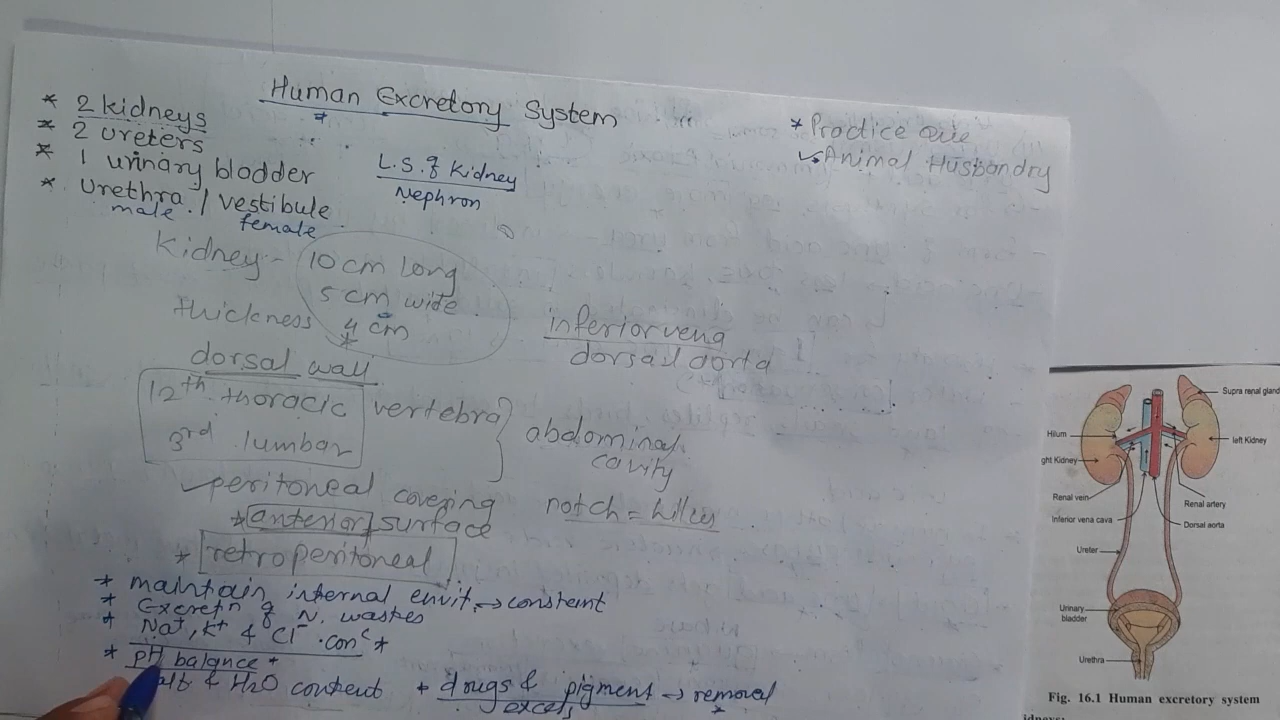 Human Excretory System
* 2 kidneys
* 2 ureters
* 1 urinary bladder
* Urethra / vestibule
male female
L.S. of Kidney
Nephron
* Practice Que
Animal Husbandry
Kidney - 10 cm long
5 cm wide
thickness 4 cm
*
dorsal wall
12th thoracic vertebra
3rd lumbar
abdominal
cavity
inferior vena
dorsal aorta
peritoneal covering
* anterior surface
notch = hilus
* retroperitoneal
* maintain internal envit. → constant
* Excretn of N. wastes
* Na+, K+ & Cl- conc *
* pH balance *
& H2O content
* drugs & pigment → removal
excess *
Supra renal gland
Hilum
left Kidney
ght Kidney
Renal vein
Renal artery
Inferior vena cava
Dorsal aorta
Ureter
Urinary
bladder
Urethra
Fig. 16.1 Human excretory system
idneys: